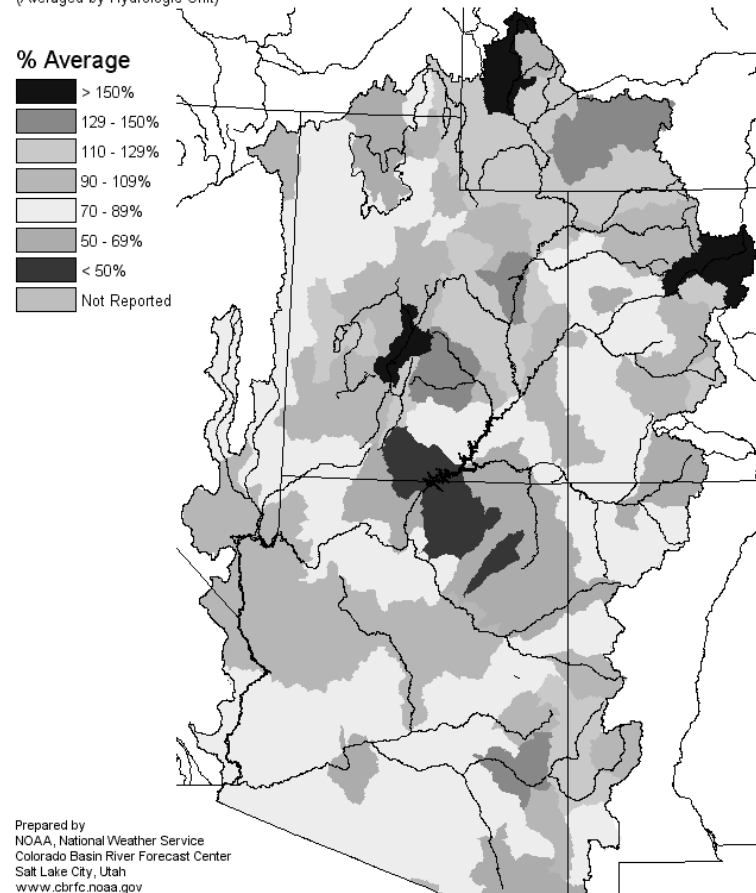 (Averaged by Hydrologic Unit)
% Average
> 150%
129 - 150%
110 - 129%
90 - 109%
70 - 89%
50 - 69%
< 50%
Not Reported
Prepared by
NOAA, National Weather Service
Colorado Basin River Forecast Center
Salt Lake City, Utah
www.cbrfc.noaa.gov